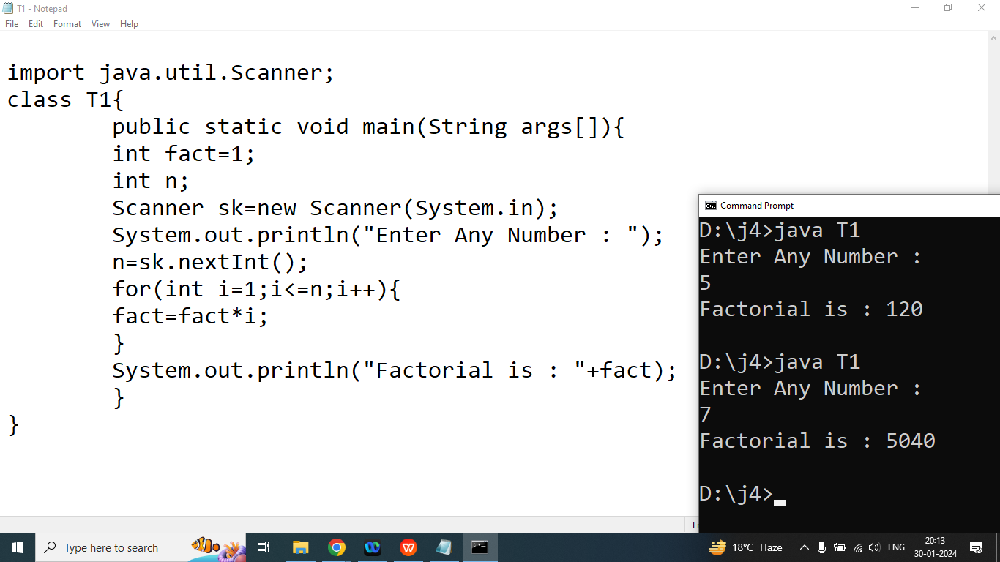 T1 - Notepad
File Edit Format View Help
import java.util.Scanner;
class T1{
public static void main(String args[]){
int fact=1;
int n;
Scanner sk=new Scanner(System.in);
System.out.println("Enter Any Number : ");
n=sk.nextInt();
for(int i=1;i<=n;i++){
fact=fact*i;
}
System.out.println("Factorial is : "+fact);
}
}
Command Prompt
D:\j4>java T1
Enter Any Number :
5
Factorial is : 120
D:\j4>java T1
Enter Any Number :
7
Factorial is : 5040
D:\j4>
Type here to search
18°C Haze
ENG
20:13
30-01-2024